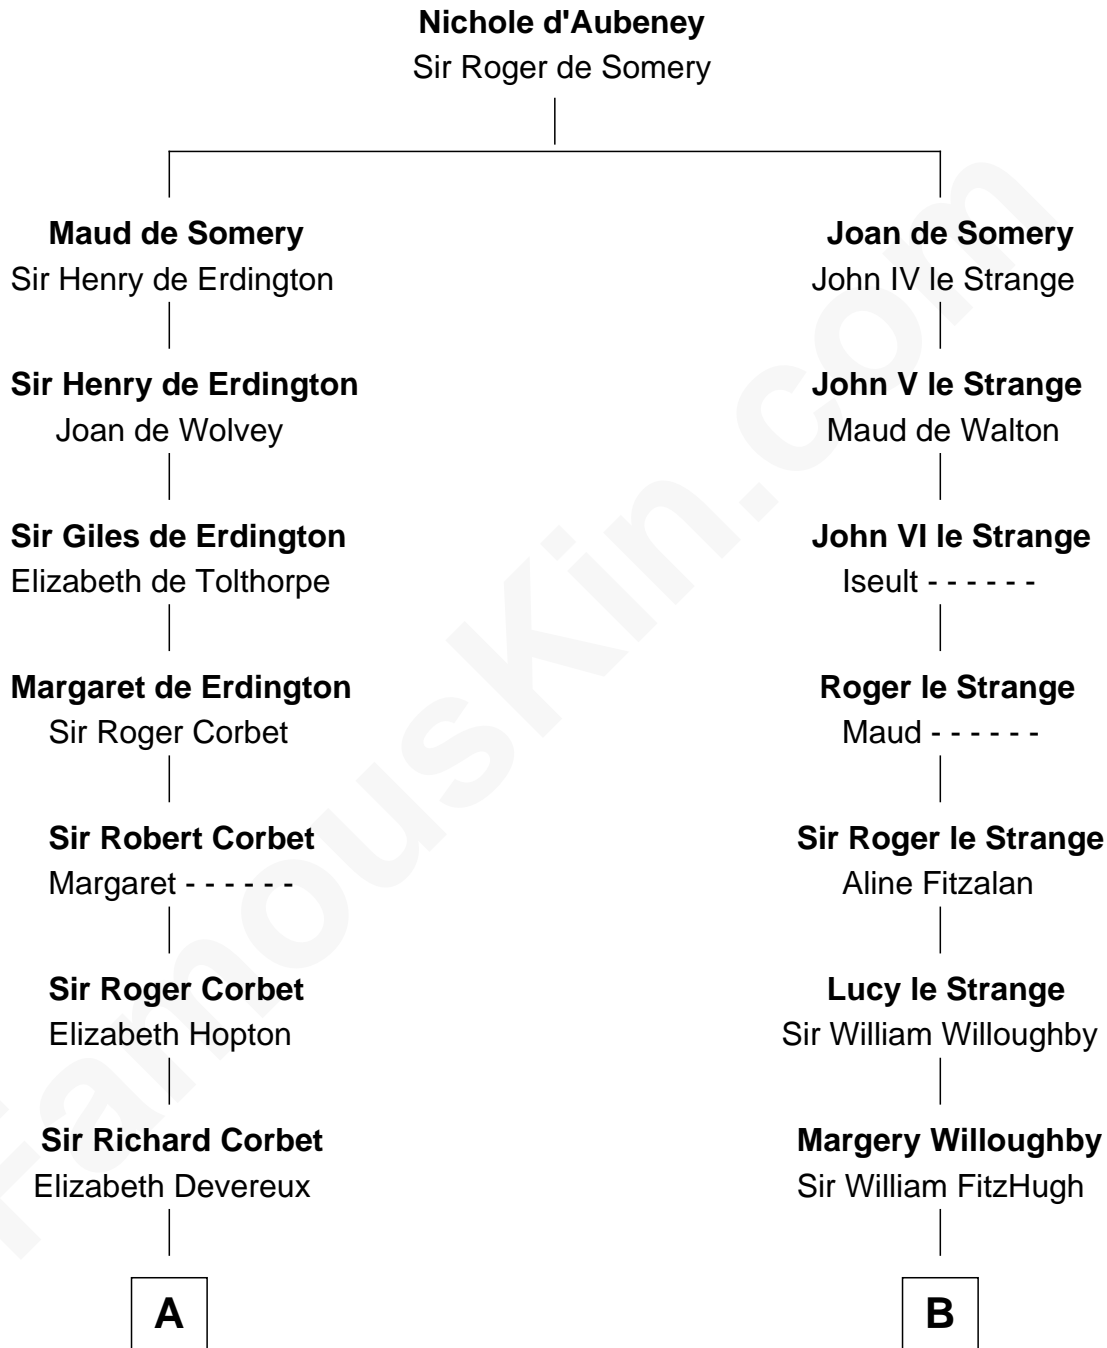 Nichole d'Aubeney
Sir Roger de Somery
Maud de Somery
Sir Henry de Erdington
Sir Henry de Erdington
Joan de Wolvey
Sir Giles de Erdington
Elizabeth de Tolthorpe
Margaret de Erdington
Sir Roger Corbet
Sir Robert Corbet
Margaret - - - - - -
Sir Roger Corbet
Elizabeth Hopton
Sir Richard Corbet
Elizabeth Devereux
A
Joan de Somery
John IV le Strange
John V le Strange
Maud de Walton
John VI le Strange
Iseult - - - - - -
Roger le Strange
Maud - - - - - -
Sir Roger le Strange
Aline Fitzalan
Lucy le Strange
Sir William Willoughby
Margery Willoughby
Sir William FitzHugh
B
FamousKin.com